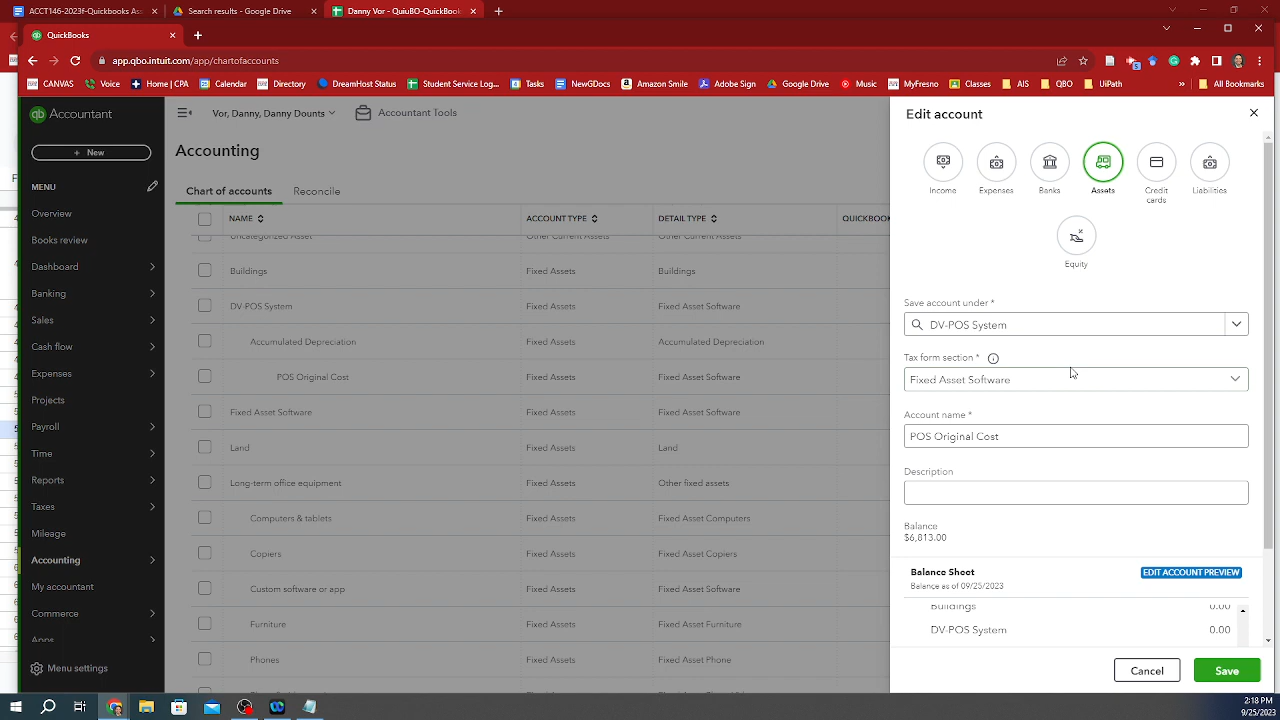 ACCT146-2023f-QuickBooks As
Search results - Google Drive
Danny Vor - QuiuBO-QuickBook
QuickBooks
app.qbo.intuit.com/app/chartofaccounts
CANVAS
Voice
Home | CPA
Calendar
Directory
DreamHost Status
Student Service Log...
Tasks
NewGDocs
Amazon Smile
Adobe Sign
Google Drive
Music
MyFresno
Classes
AIS
QBO
UiPath
»
All Bookmarks
qb Accountant
Vor, Danny, Danny Dounts
Accountant Tools
+ New
MENU
Overview
Books review
Dashboard
Banking
Sales
Cash flow
Expenses
Projects
Payroll
Time
Reports
Taxes
Mileage
Accounting
My accountant
Commerce
Apps
Menu settings
Accounting
Chart of accounts
Reconcile
NAME
ACCOUNT TYPE
DETAIL TYPE
QUICKBOOK
Uncategorized Asset
Other Current Assets
Other Current Assets
Buildings
Fixed Assets
Buildings
DV-POS System
Fixed Assets
Fixed Asset Software
Accumulated Depreciation
Fixed Assets
Accumulated Depreciation
POS Original Cost
Fixed Assets
Fixed Asset Software
Fixed Asset Software
Fixed Assets
Fixed Asset Software
Land
Fixed Assets
Land
Long-term office equipment
Fixed Assets
Other fixed assets
Computers & tablets
Fixed Assets
Fixed Asset Computers
Copiers
Fixed Assets
Fixed Asset Copiers
Custom software or app
Fixed Assets
Fixed Asset Software
Furniture
Fixed Assets
Fixed Asset Furniture
Phones
Fixed Assets
Fixed Asset Phone
Edit account
Income
Expenses
Banks
Assets
Credit cards
Liabilities
Equity
Save account under *
DV-POS System
Tax form section *
Fixed Asset Software
Account name *
POS Original Cost
Description
Balance
$6,813.00
Balance Sheet
EDIT ACCOUNT PREVIEW
Balance as of 09/25/2023
Buildings 0.00
DV-POS System 0.00
Cancel
Save
2:18 PM
9/25/2023